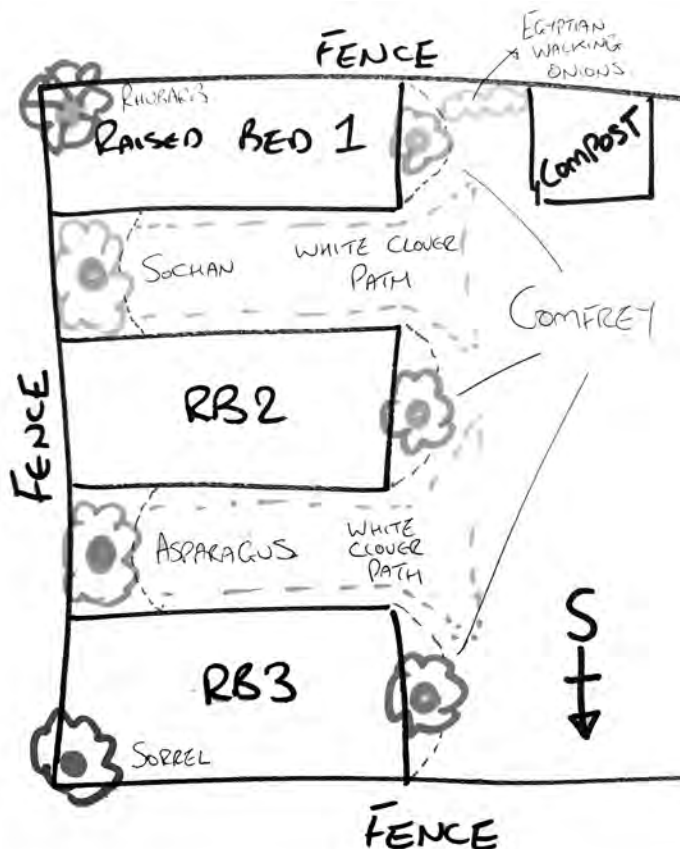 FENCE
EGYPTIAN
WALKING
ONIONS
RHUBARB
RAISED BED 1
COMPOST
SOCHAN
WHITE CLOVER
PATH
COMFREY
RB2
FENCE
ASPARAGUS
WHITE
CLOVER
PATH
S
RB3
SORREL
FENCE